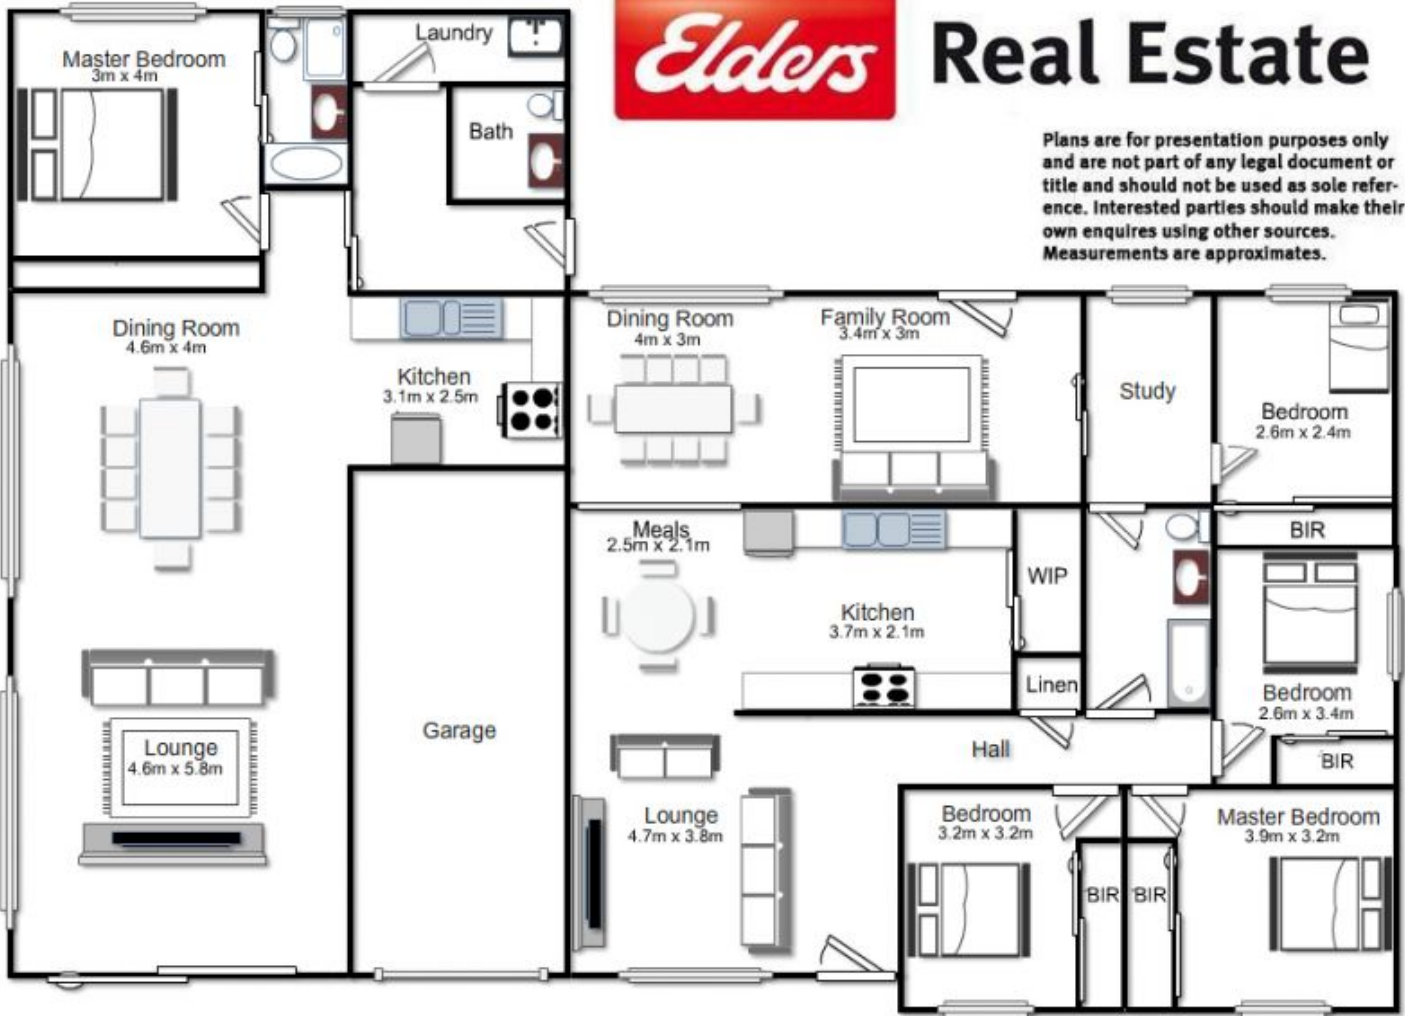 Elders
Real Estate
Plans are for presentation purposes only
and are not part of any legal document or
title and should not be used as sole refer-
ence. Interested parties should make their
own enquires using other sources.
Measurements are approximates.
Master Bedroom
3m x 4m
Laundry
Bath
Dining Room
4.6m x 4m
Kitchen
3.1m x 2.5m
Dining Room
4m x 3m
Family Room
3.4m x 3m
Study
Bedroom
2.6m x 2.4m
BIR
Meals
2.5m x 2.1m
Kitchen
3.7m x 2.1m
WIP
Linen
Bedroom
2.6m x 3.4m
BIR
Lounge
4.6m x 5.8m
Garage
Hall
Lounge
4.7m x 3.8m
Bedroom
3.2m x 3.2m
BIR
BIR
Master Bedroom
3.9m x 3.2m